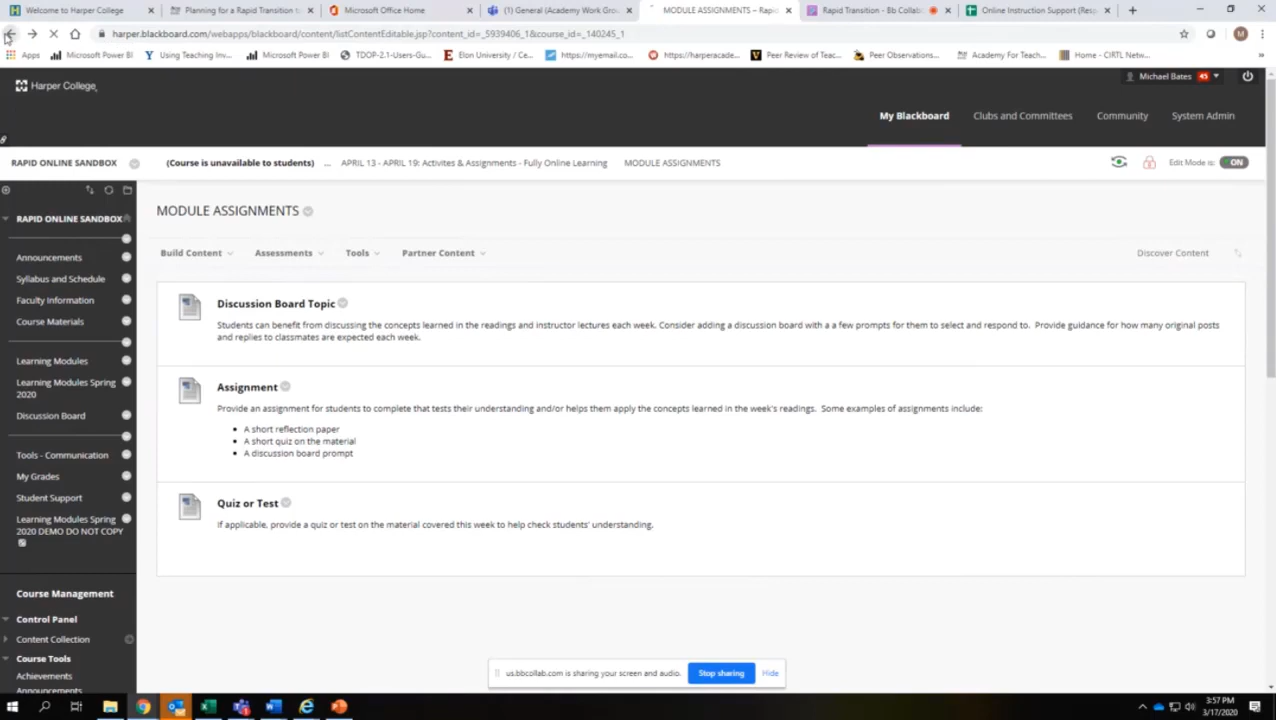 Welcome to Harper College
Planning for a Rapid Transition t
Microsoft Office Home
(1) General (Academy Work Grou
MODULE ASSIGNMENTS – Rapid
Rapid Transition - Bb Collab
Online Instruction Support (Resp
harper.blackboard.com/webapps/blackboard/content/listContentEditable.jsp?content_id=_5939406_1&course_id=_140245_1
M
Apps
Microsoft Power BI
Using Teaching Inv...
Microsoft Power BI
TDOP-2.1-Users-Gu...
Elon University / Ce...
https://myemail.co...
https://harperacade...
Peer Review of Teac...
Peer Observations...
Academy For Teach...
Home - CIRTL Netw...
Harper College
Michael Bates 45
My Blackboard
Clubs and Committees
Community
System Admin
RAPID ONLINE SANDBOX
(Course is unavailable to students)
...
APRIL 13 - APRIL 19: Activites & Assignments - Fully Online Learning
MODULE ASSIGNMENTS
Edit Mode is: ON
RAPID ONLINE SANDBOX
Announcements
Syllabus and Schedule
Faculty Information
Course Materials
Learning Modules
Learning Modules Spring
2020
Discussion Board
Tools - Communication
My Grades
Student Support
Learning Modules Spring
2020 DEMO DO NOT COPY
Course Management
Control Panel
Content Collection
Course Tools
Achievements
Announcements
MODULE ASSIGNMENTS
Build Content
Assessments
Tools
Partner Content
Discover Content
Discussion Board Topic
Students can benefit from discussing the concepts learned in the readings and instructor lectures each week. Consider adding a discussion board with a a few prompts for them to select and respond to. Provide guidance for how many original posts
and replies to classmates are expected each week.
Assignment
Provide an assignment for students to complete that tests their understanding and/or helps them apply the concepts learned in the week's readings. Some examples of assignments include:
• A short reflection paper
• A short quiz on the material
• A discussion board prompt
Quiz or Test
If applicable, provide a quiz or test on the material covered this week to help check students' understanding.
us.bbcollab.com is sharing your screen and audio.
Stop sharing
Hide
3:57 PM
3/17/2020